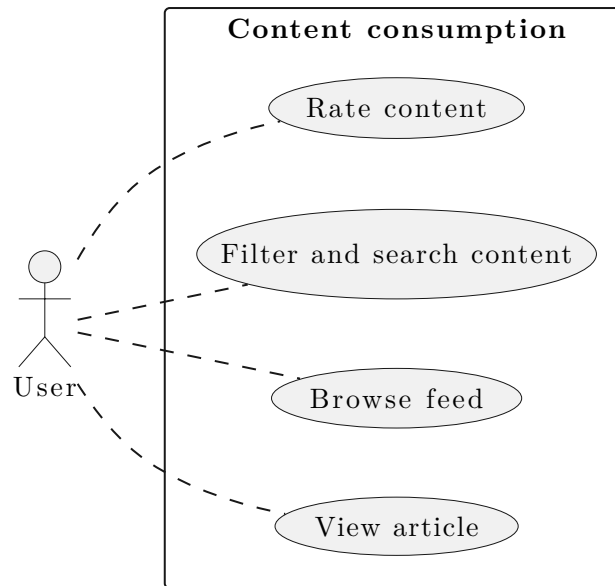 Content consumption
Rate content
Filter and search content
User
Browse feed
View article